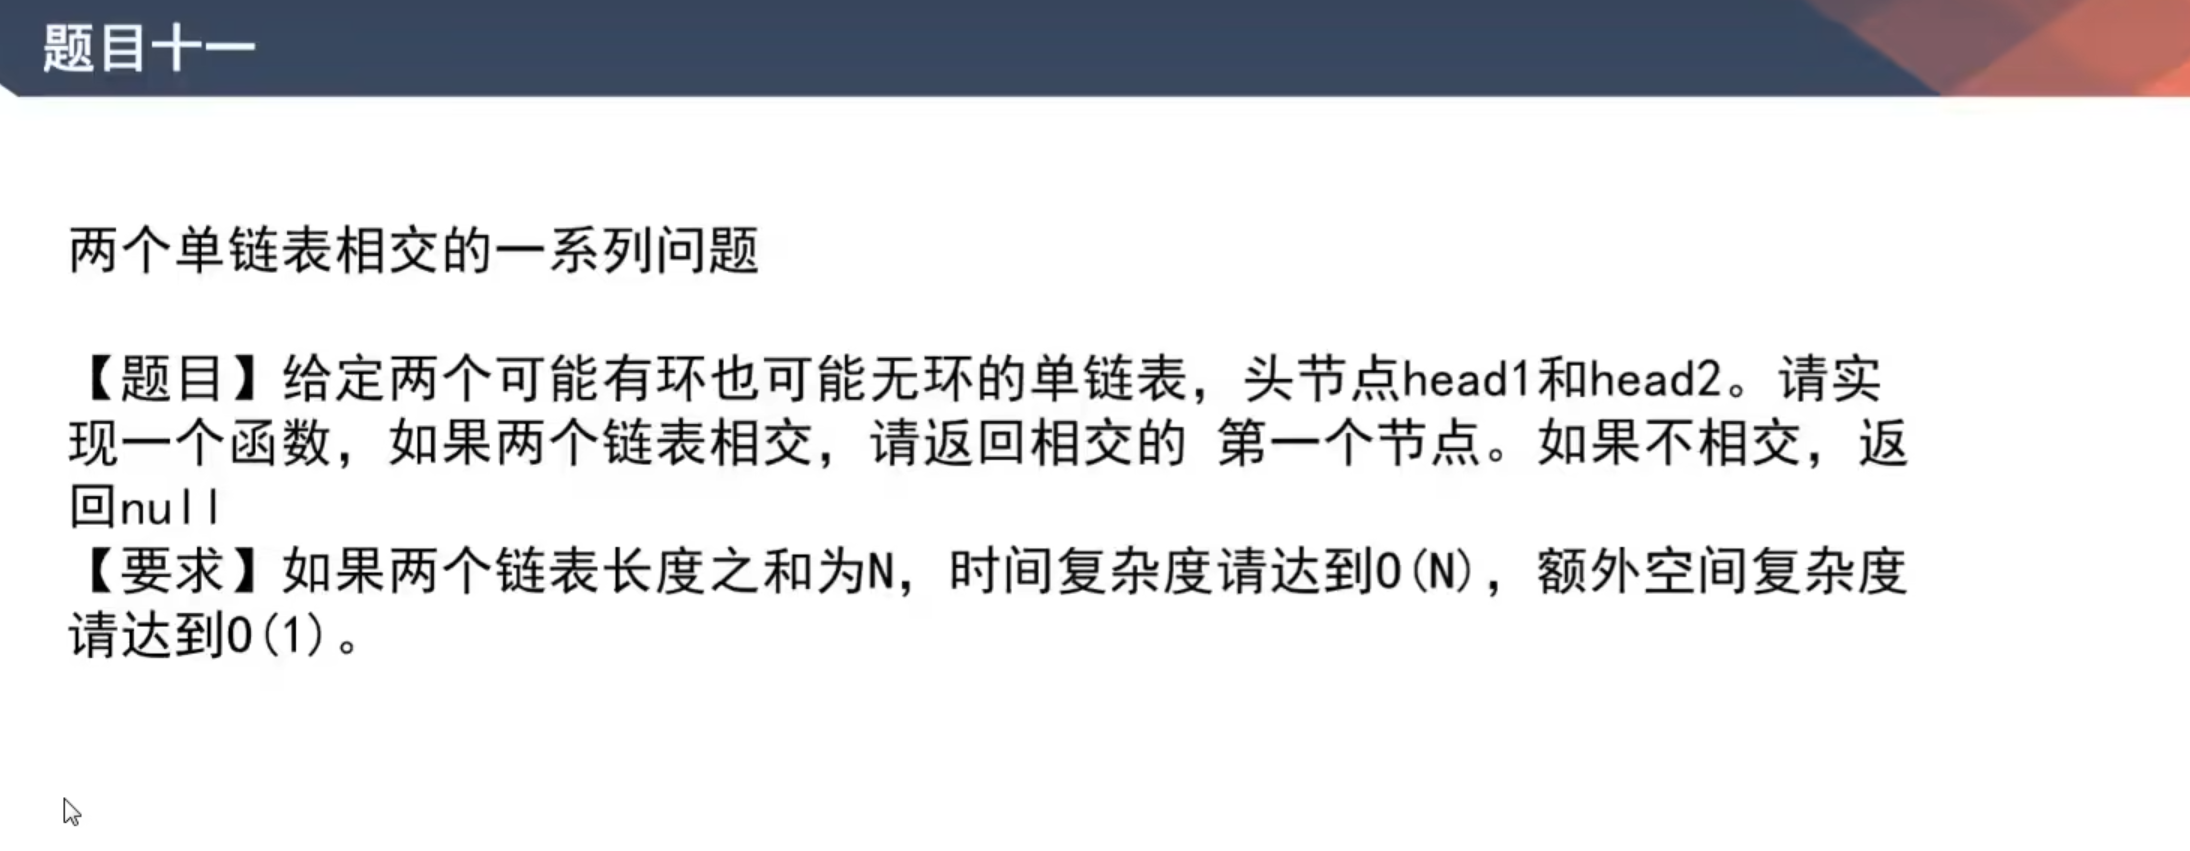 题目十一
两个单链表相交的一系列问题
【题目】给定两个可能有环也可能无环的单链表，头节点head1和head2。请实
现一个函数，如果两个链表相交，请返回相交的 第一个节点。如果不相交，返
回null
【要求】如果两个链表长度之和为N，时间复杂度请达到O(N)，额外空间复杂度
请达到O(1)。